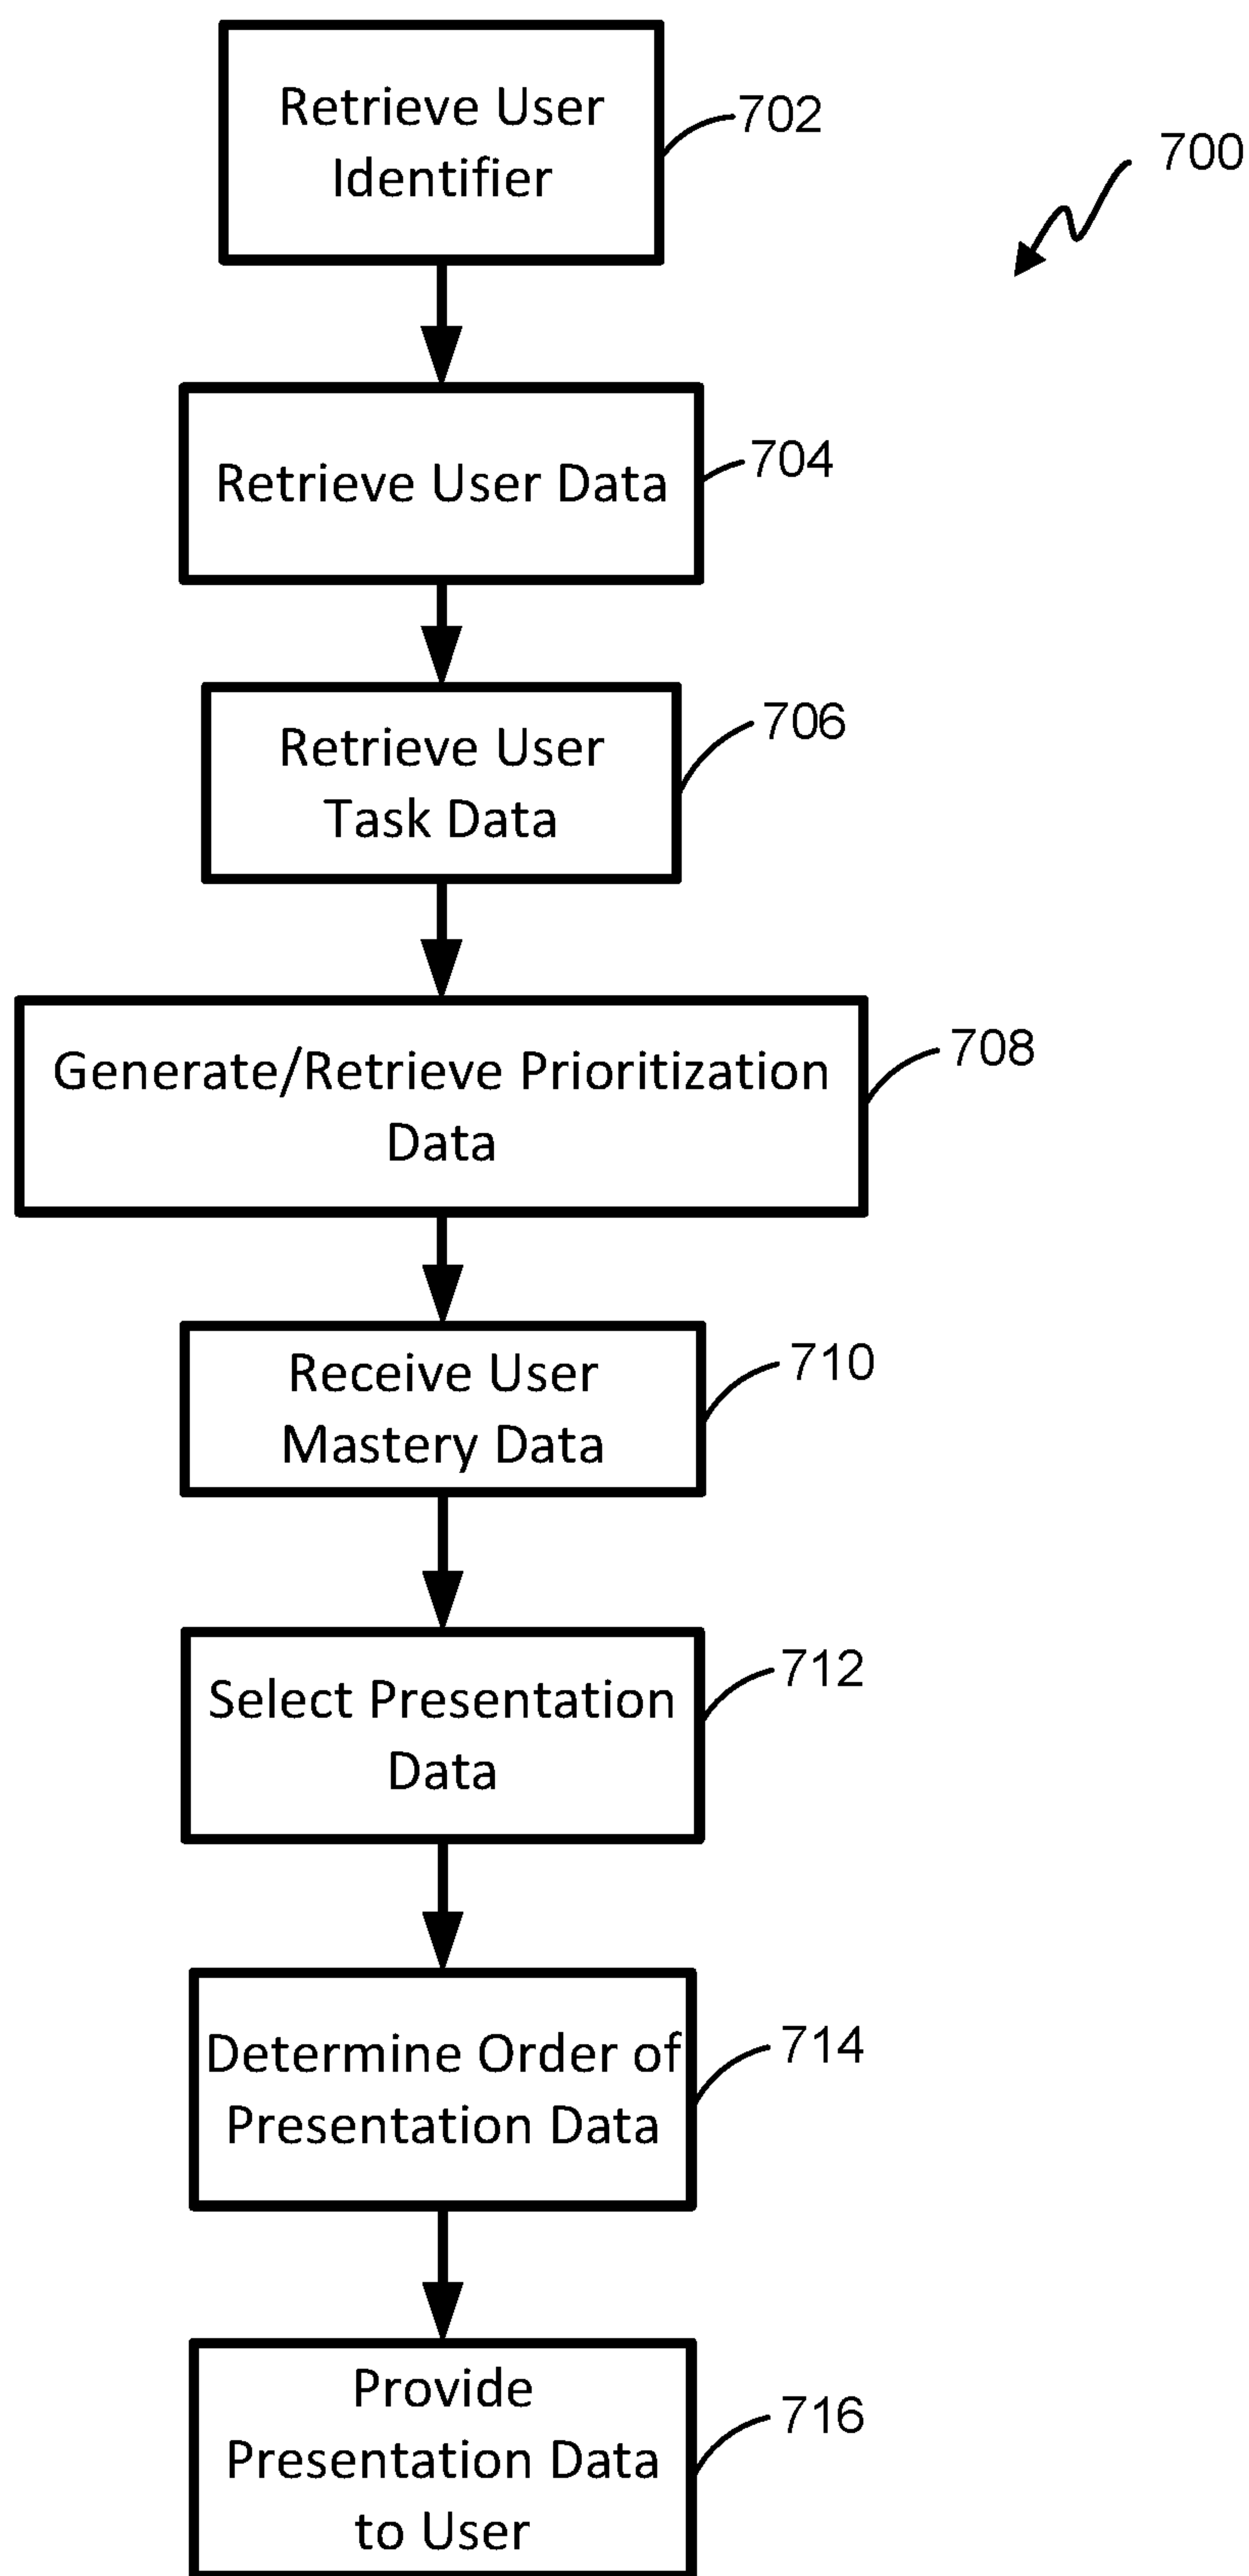 Retrieve User
Identifier
702
700
Retrieve User Data
704
Retrieve User
Task Data
706
Generate/Retrieve Prioritization
Data
708
Receive User
Mastery Data
710
Select Presentation
Data
712
Determine Order of
Presentation Data
714
Provide
Presentation Data
to User
716